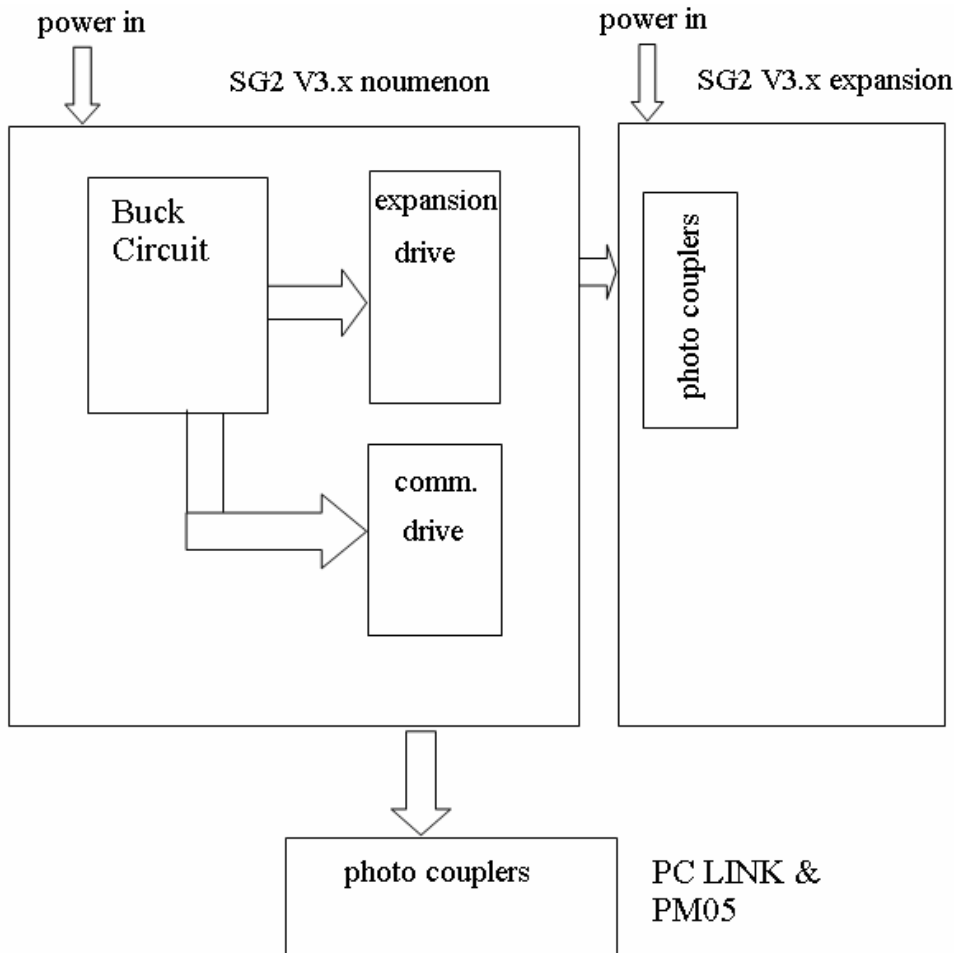 power in
power in
SG2 V3.x noumenon
SG2 V3.x expansion
Buck
Circuit
expansion
drive
photo couplers
comm.
drive
photo couplers
PC LINK &
PM05